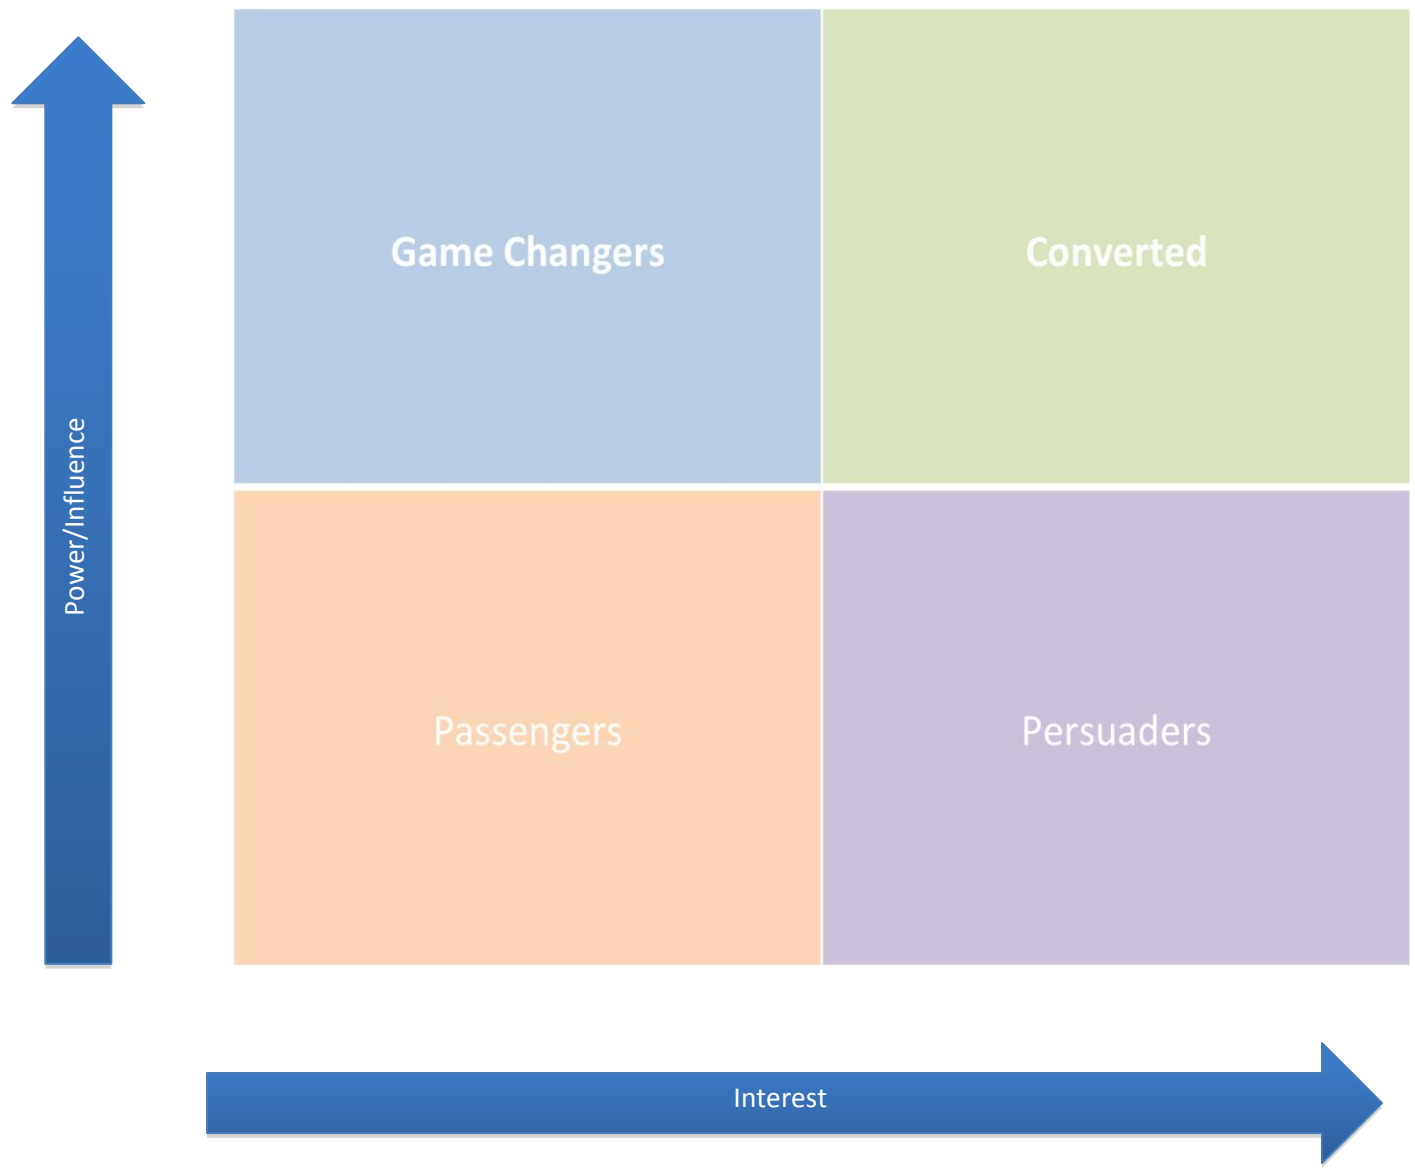 Game Changers
Converted
Power/Influence
Passengers
Persuaders
Interest